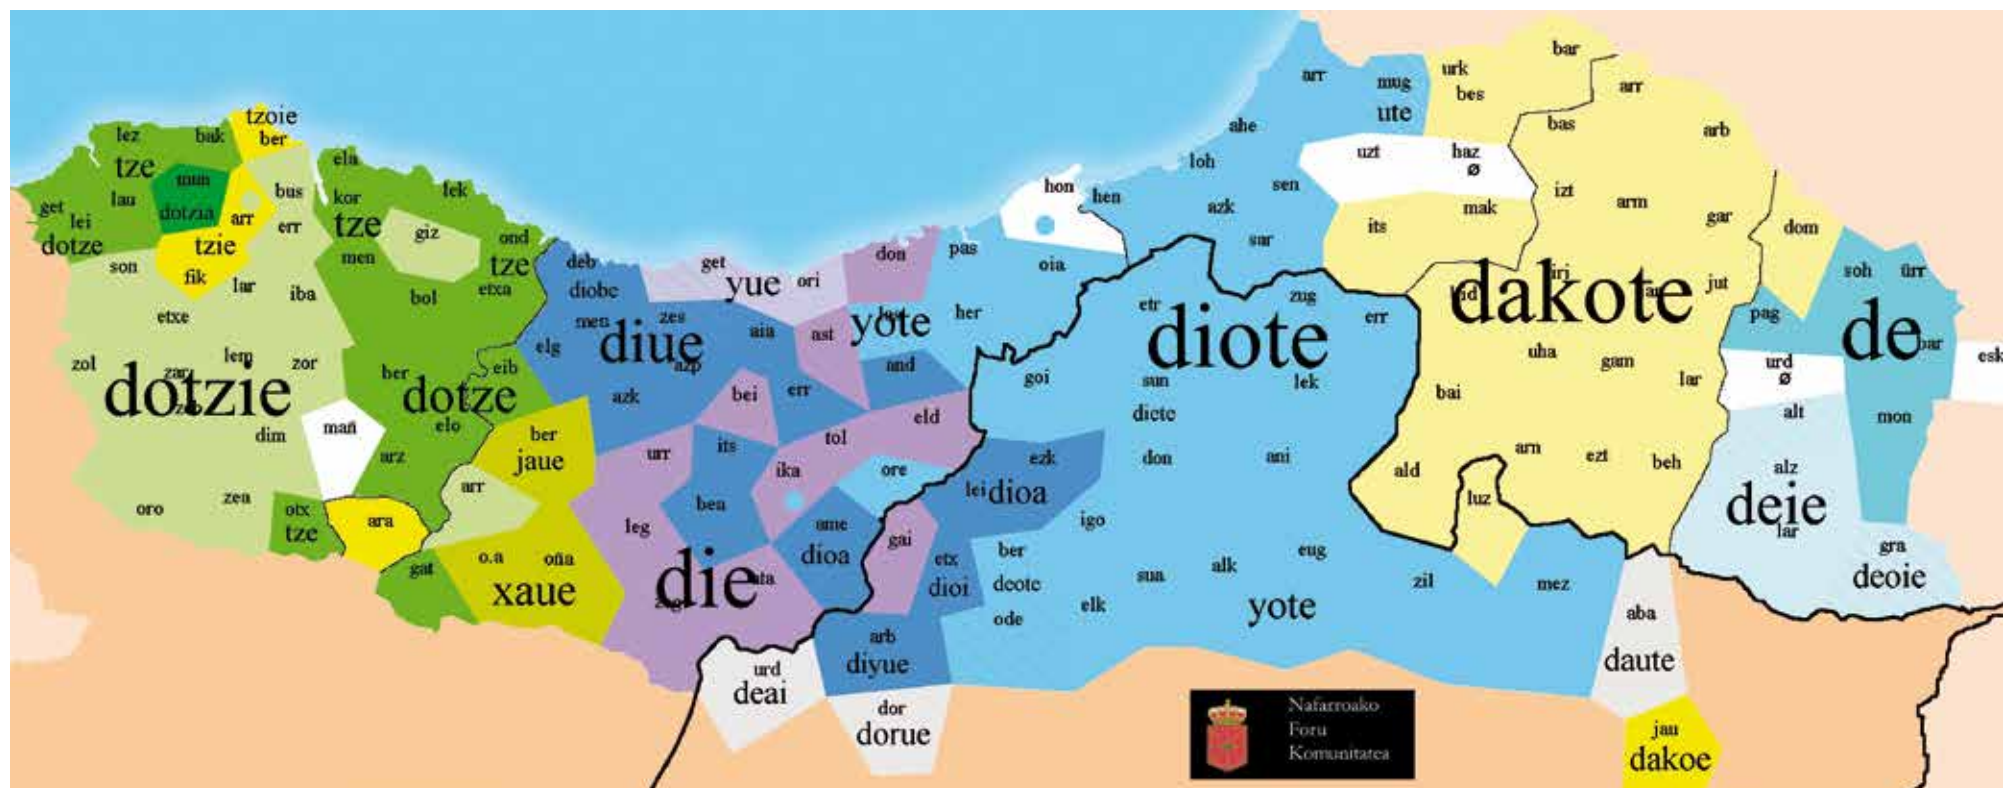 bar
arr
mug
urk
bes
arr
ute
tzoie
ber
lez
bak
ahe
bas
arb
tze
ela
loh
uzt
haz
ø
mun
bus
kor
lek
hon
hen
sen
izt
get
lau
dotzia
arr
azk
mak
arm
gar
lei
err
tze
giz
its
dom
dotze
tzie
ond
don
pas
sur
son
fik
men
tze
deb
get
yue
ori
oia
soh
ürr
lar
iba
bol
etxa
diobe
dakote
jut
etxe
men
zes
aia
ast
yote
her
etr
zug
err
pag
de
bar
zol
lem
zor
elg
diue
diote
uha
gam
urd
ø
esk
zar
ber
eib
azp
and
goi
sun
lek
lar
dotzie
dotze
azk
bei
err
diete
bai
alt
mon
dim
mañ
elo
eld
ber
jaue
tol
arz
urr
its
ika
ore
ezk
don
ani
ald
arn
ezt
beh
alz
oro
zea
otx
tze
ara
arr
ben
lei
dioa
luz
deie
lar
leg
ame
dioa
gai
igo
gat
o.a
oña
xaue
die
ata
etx
dioi
ber
deote
sua
alk
eug
zil
mez
gra
deoie
ode
elk
yote
aba
daute
arb
diyue
urd
deai
dor
dorue
Nafarroako
Foru
Komunitatea
jau
dakoe